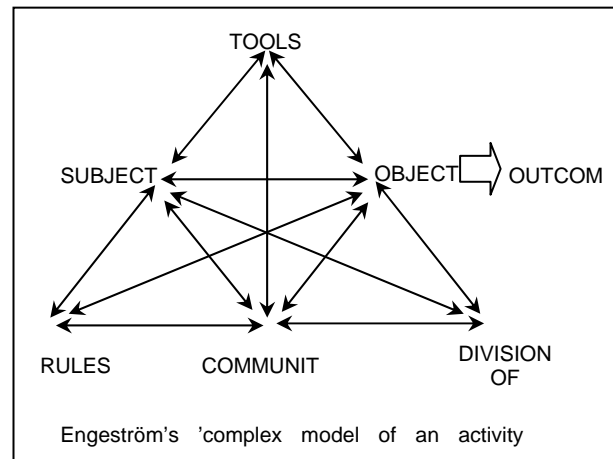 TOOLS
SUBJECT OBJECT OUTCOM
RULES COMMUNIT DIVISION
OF
Engeström's 'complex model of an activity